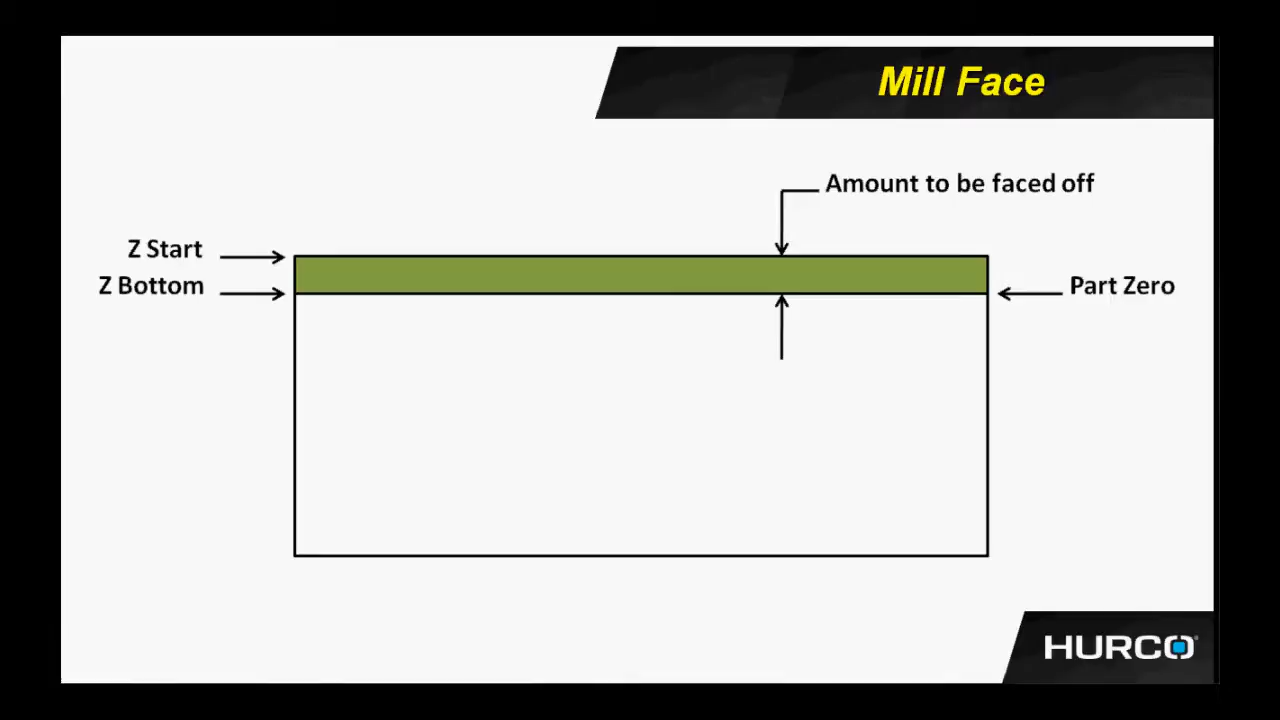 Mill Face
Amount to be faced off
Z Start
Z Bottom
Part Zero
HURCO